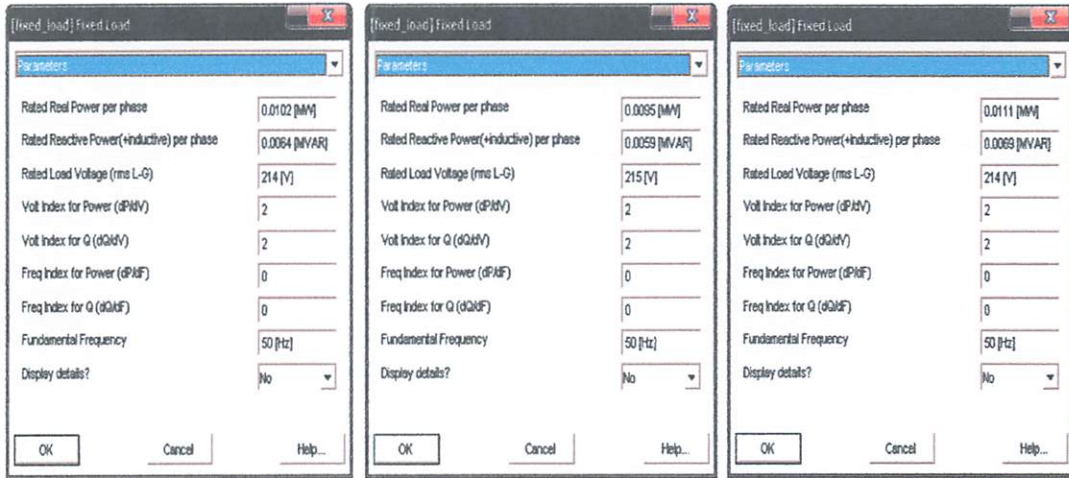 [fixed_load] Fixed Load
Parameters
Rated Real Power per phase 0.0102 [MW]
Rated Reactive Power(+inductive) per phase 0.0064 [MVAR]
Rated Load Voltage (rms L-G) 214 [V]
Volt Index for Power (dP/dV) 2
Volt Index for Q (dQ/dV) 2
Freq Index for Power (dP/dF) 0
Freq Index for Q (dQ/dF) 0
Fundamental Frequency 50 [Hz]
Display details? No
OK Cancel Help...
[fixed_load] Fixed Load
Parameters
Rated Real Power per phase 0.0095 [MW]
Rated Reactive Power(+inductive) per phase 0.0059 [MVAR]
Rated Load Voltage (rms L-G) 215 [V]
Volt Index for Power (dP/dV) 2
Volt Index for Q (dQ/dV) 2
Freq Index for Power (dP/dF) 0
Freq Index for Q (dQ/dF) 0
Fundamental Frequency 50 [Hz]
Display details? No
OK Cancel Help...
[fixed_load] Fixed Load
Parameters
Rated Real Power per phase 0.0111 [MW]
Rated Reactive Power(+inductive) per phase 0.0069 [MVAR]
Rated Load Voltage (rms L-G) 214 [V]
Volt Index for Power (dP/dV) 2
Volt Index for Q (dQ/dV) 2
Freq Index for Power (dP/dF) 0
Freq Index for Q (dQ/dF) 0
Fundamental Frequency 50 [Hz]
Display details? No
OK Cancel Help...